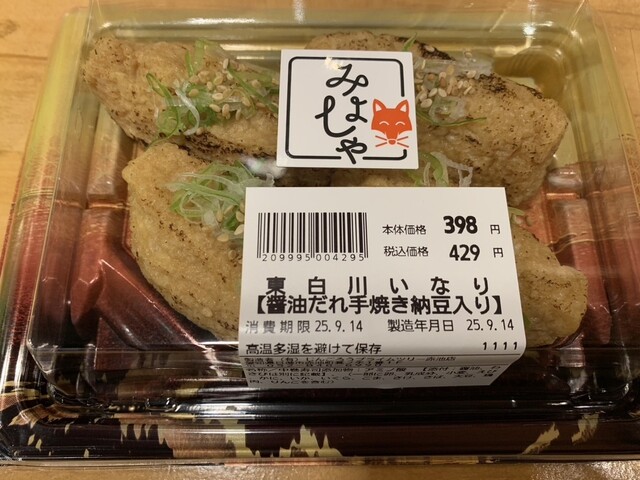 みよしや
本体価格 398 円
税込価格 429 円
209995 004295
東白川いなり
【醤油だれ手焼き納豆入り】
消費期限 25.9.14 製造年月日 25.9.14
高温多湿を避けて保存 1111